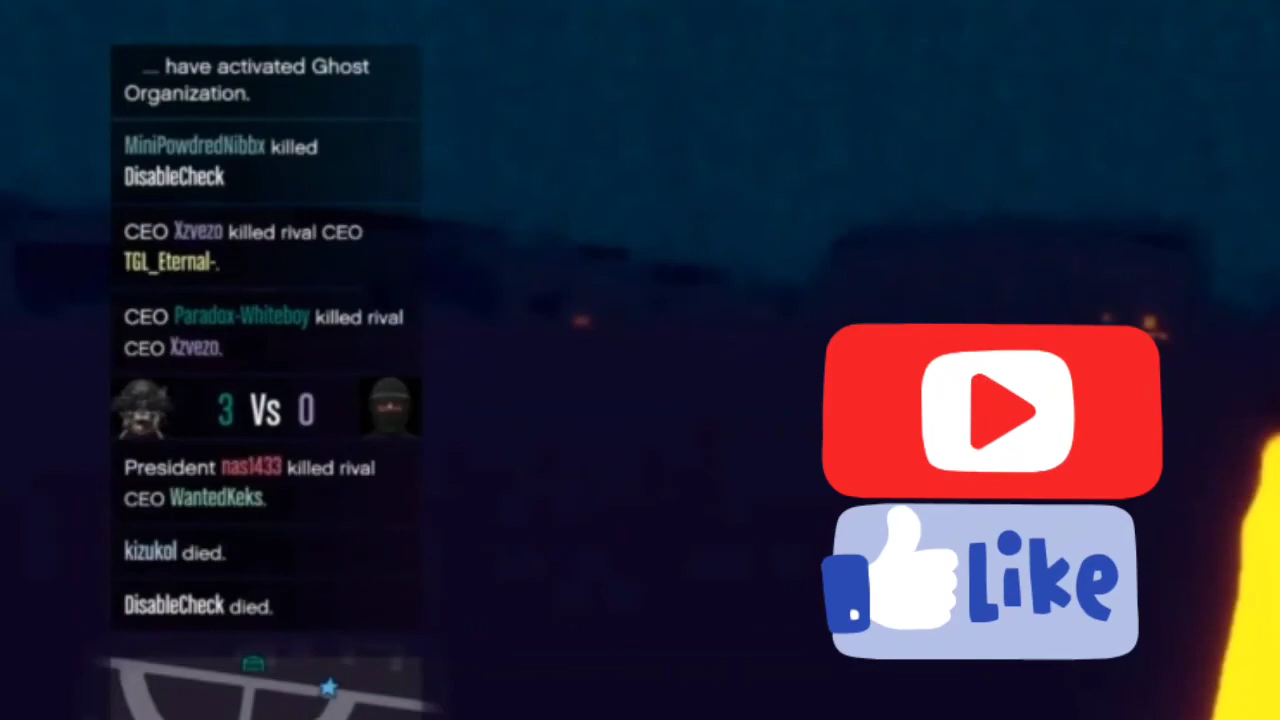 ... have activated Ghost
Organization.
MiniPowdredNibbx killed
DisableCheck
CEO Xzvezo killed rival CEO
TGL_Eternal-.
CEO Paradox-Whiteboy killed rival
CEO Xzvezo.
3 Vs 0
President nas1433 killed rival
CEO WantedKeks.
kizukol died.
DisableCheck died.
Like